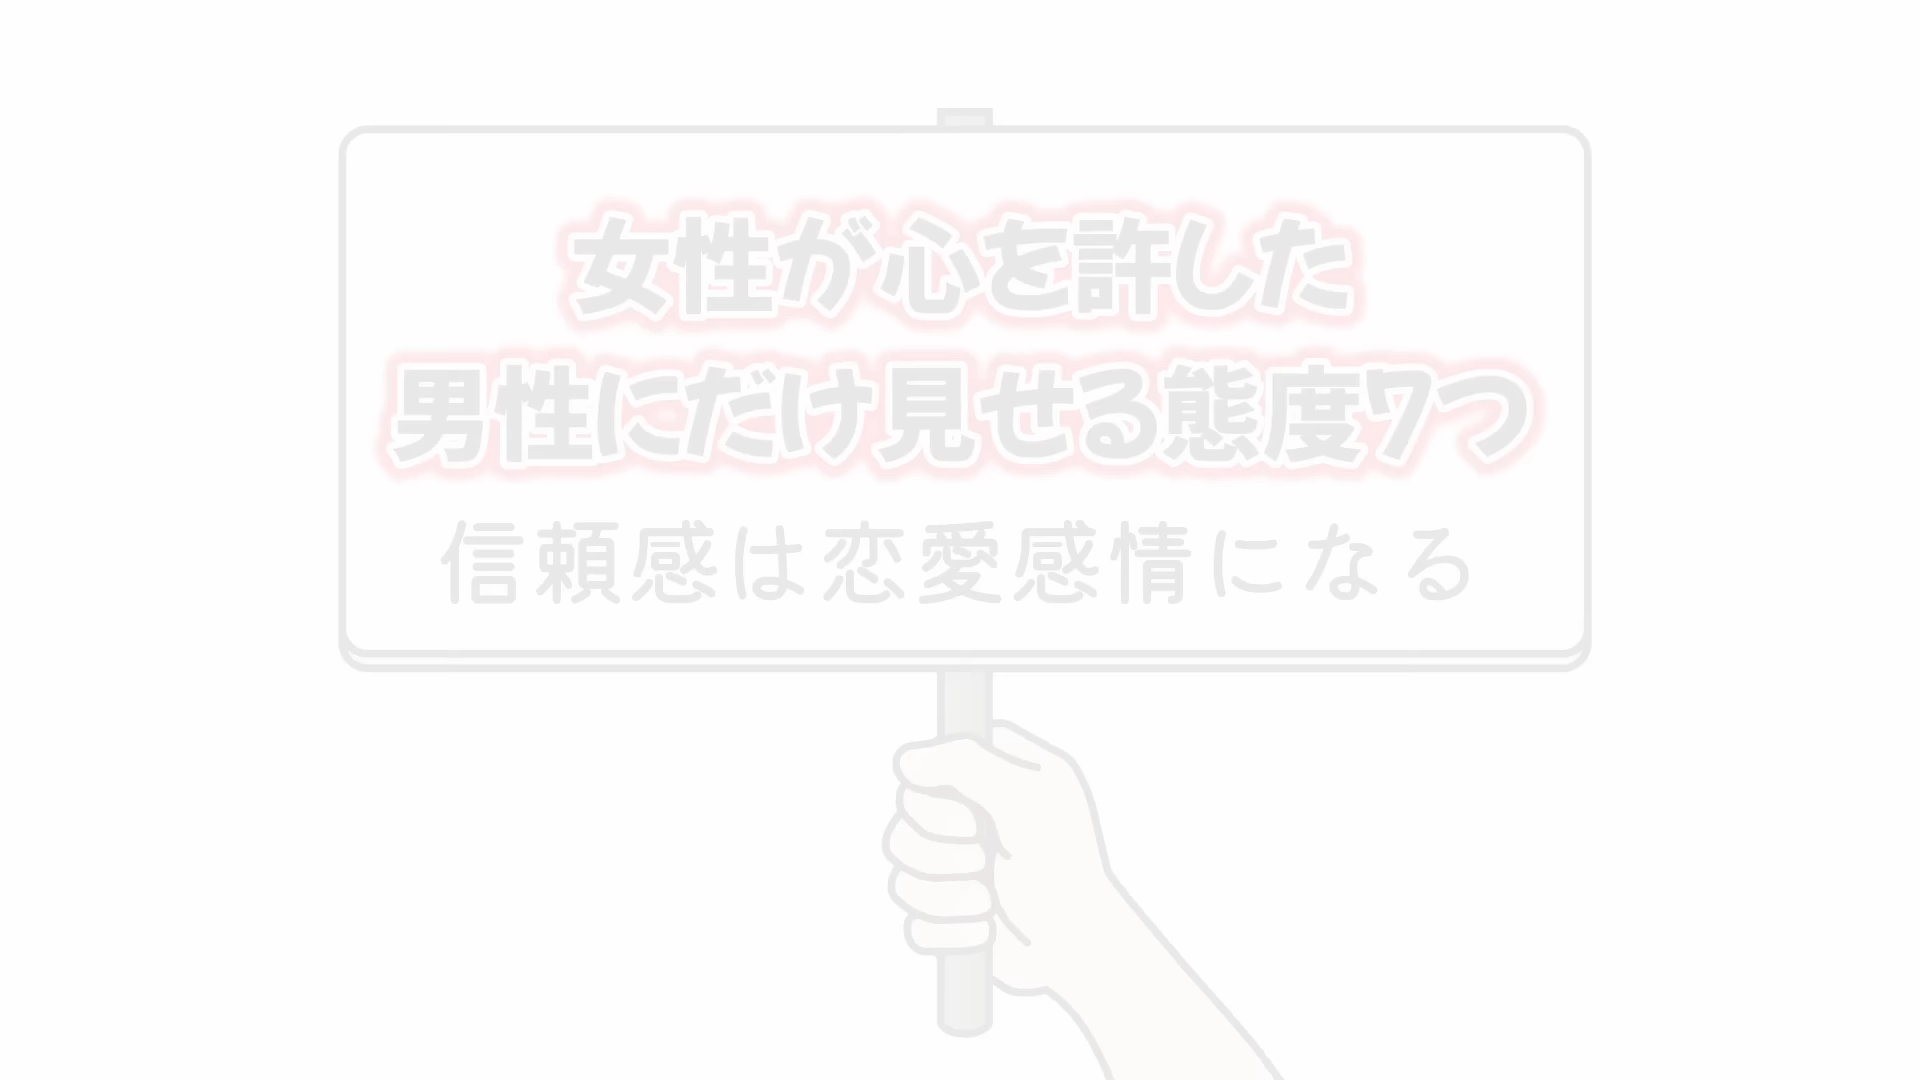 女性が心を許した
男性にだけ見せる態度7つ
信頼感は恋愛感情になる